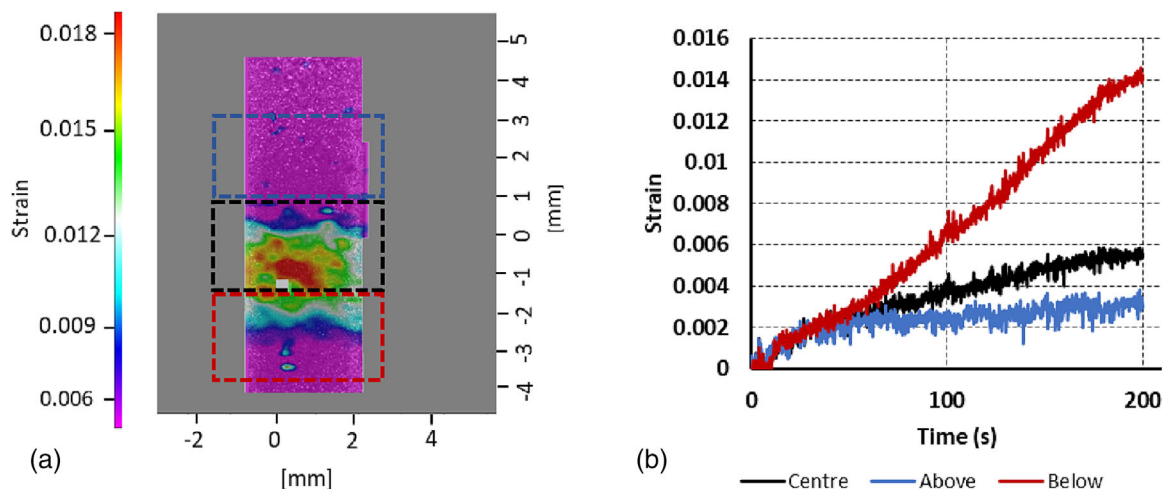 0.018
0.015
0.012
0.009
0.006
Strain
5
4
3
2
1
0
-1
-2
-3
-4
[mm]
-2 0 2 4
[mm]
(a)
0.016
0.014
0.012
0.01
0.008
0.006
0.004
0.002
0
Strain
0 100 200
Time (s)
(b)
Centre Above Below